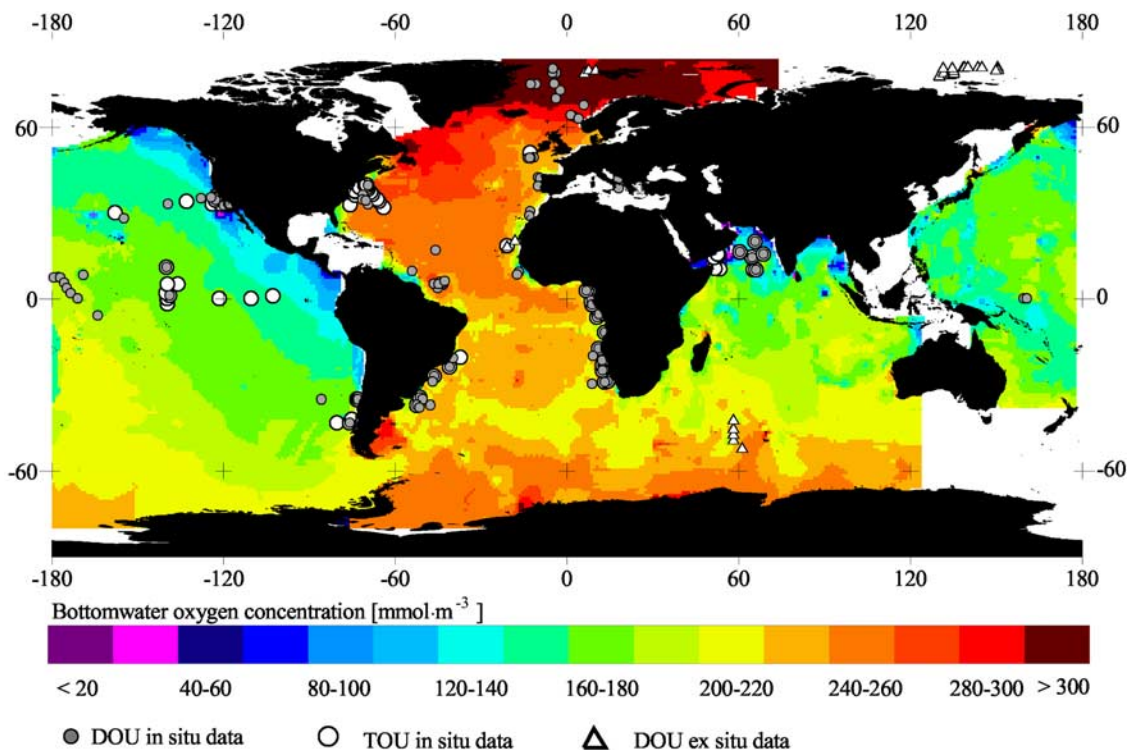 -180 -120 -60 0 60 120 180
60 60
0 0
-60 -60
-180 -120 -60 0 60 120 180
Bottomwater oxygen concentration [mmol·m-3 ]
< 20 40-60 80-100 120-140 160-180 200-220 240-260 280-300 > 300
DOU in situ data TOU in situ data DOU ex situ data